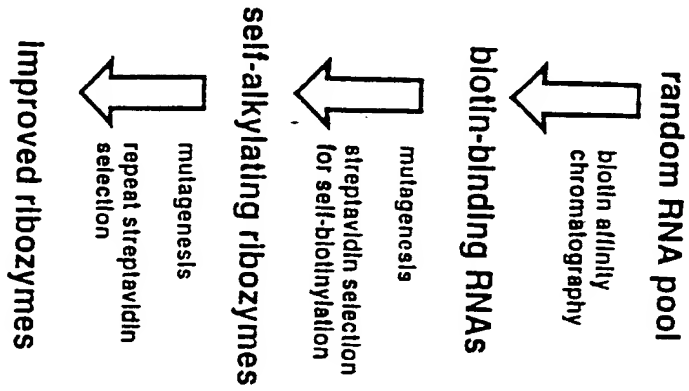 random RNA pool
biotin affinity
chromatography
biotin-binding RNAs
mutagenesis
streptavidin selection
for self-biotinylation
self-alkylating ribozymes
mutagenesis
repeat streptavidin
selection
Improved ribozymes